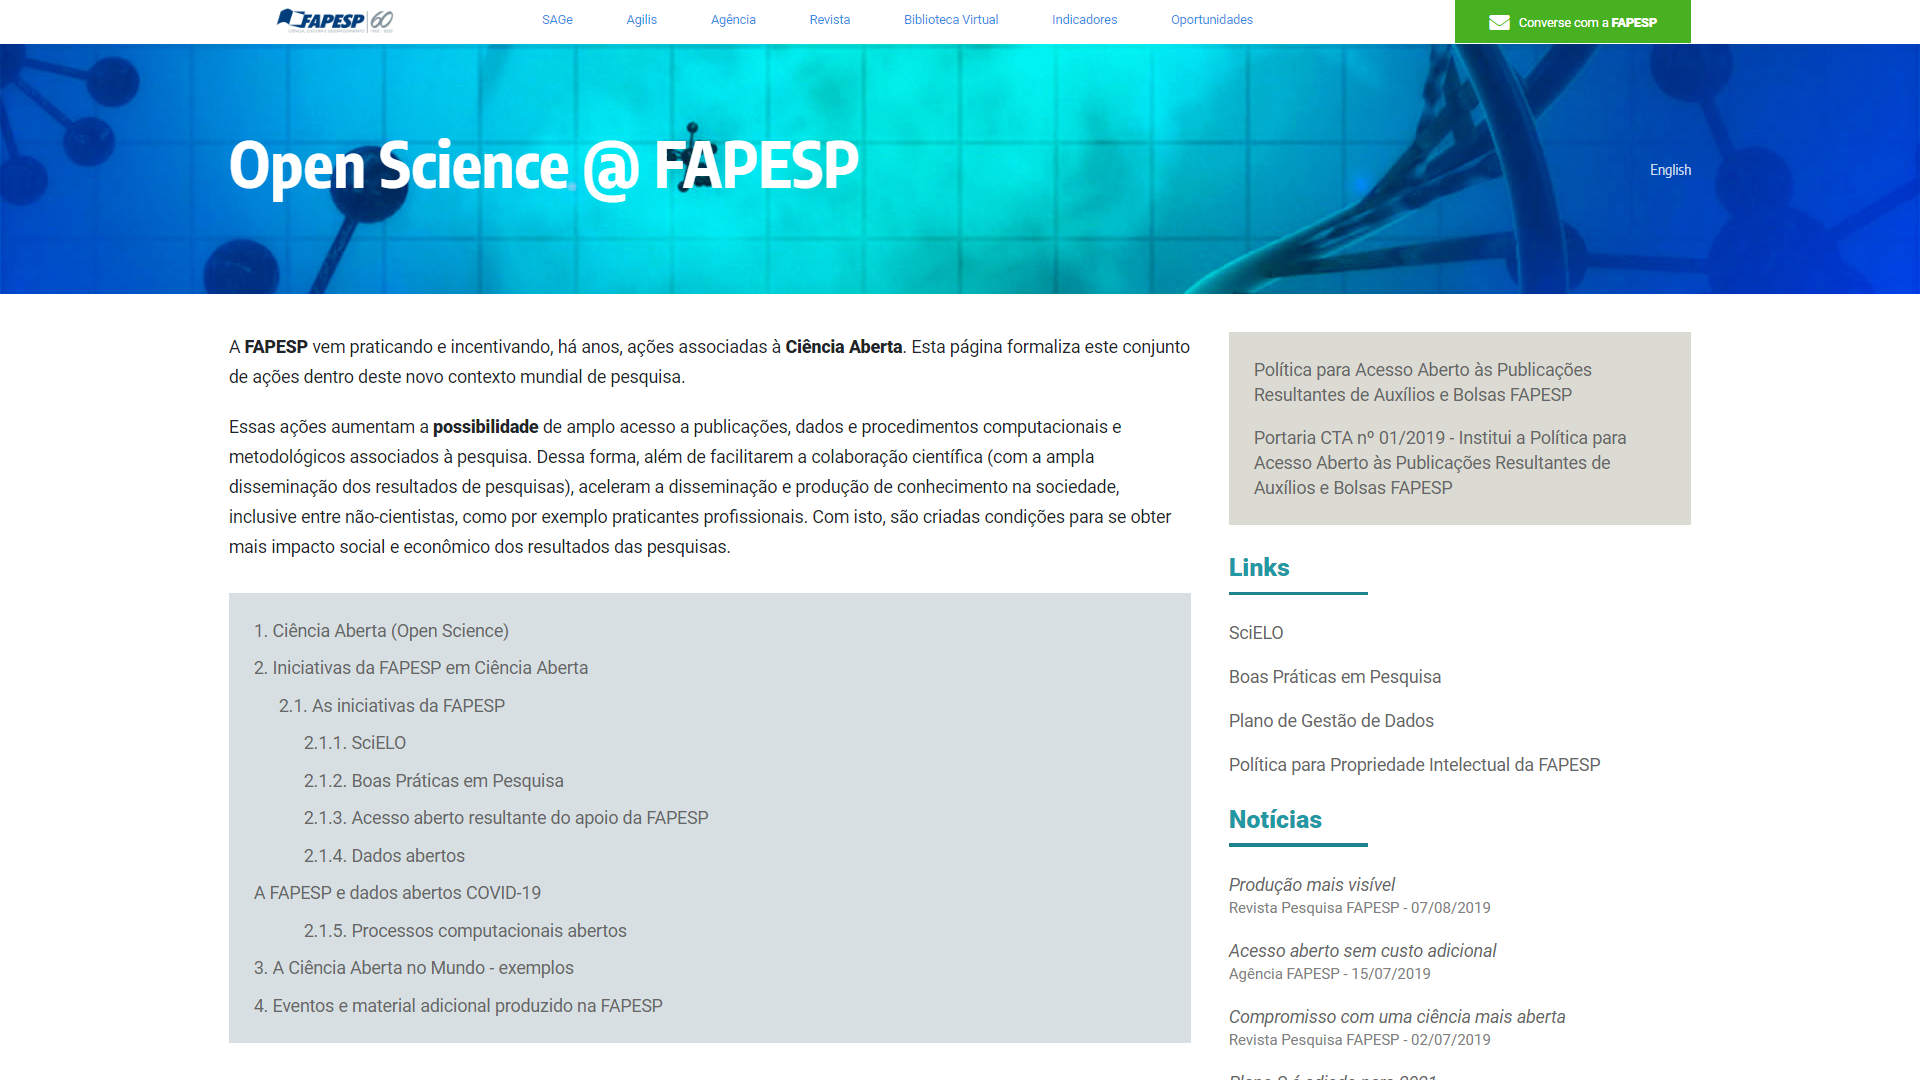 FAPESP 60
SAGe
Agilis
Agência
Revista
Biblioteca Virtual
Indicadores
Oportunidades
Converse com a FAPESP
Open Science @ FAPESP
English
A FAPESP vem praticando e incentivando, há anos, ações associadas à Ciência Aberta. Esta página formaliza este conjunto
de ações dentro deste novo contexto mundial de pesquisa.
Essas ações aumentam a possibilidade de amplo acesso a publicações, dados e procedimentos computacionais e
metodológicos associados à pesquisa. Dessa forma, além de facilitarem a colaboração científica (com a ampla
disseminação dos resultados de pesquisas), aceleram a disseminação e produção de conhecimento na sociedade,
inclusive entre não-cientistas, como por exemplo praticantes profissionais. Com isto, são criadas condições para se obter
mais impacto social e econômico dos resultados das pesquisas.
1. Ciência Aberta (Open Science)
2. Iniciativas da FAPESP em Ciência Aberta
2.1. As iniciativas da FAPESP
2.1.1. SciELO
2.1.2. Boas Práticas em Pesquisa
2.1.3. Acesso aberto resultante do apoio da FAPESP
2.1.4. Dados abertos
A FAPESP e dados abertos COVID-19
2.1.5. Processos computacionais abertos
3. A Ciência Aberta no Mundo - exemplos
4. Eventos e material adicional produzido na FAPESP
Política para Acesso Aberto às Publicações
Resultantes de Auxílios e Bolsas FAPESP
Portaria CTA nº 01/2019 - Institui a Política para
Acesso Aberto às Publicações Resultantes de
Auxílios e Bolsas FAPESP
Links
SciELO
Boas Práticas em Pesquisa
Plano de Gestão de Dados
Política para Propriedade Intelectual da FAPESP
Notícias
Produção mais visível
Revista Pesquisa FAPESP - 07/08/2019
Acesso aberto sem custo adicional
Agência FAPESP - 15/07/2019
Compromisso com uma ciência mais aberta
Revista Pesquisa FAPESP - 02/07/2019